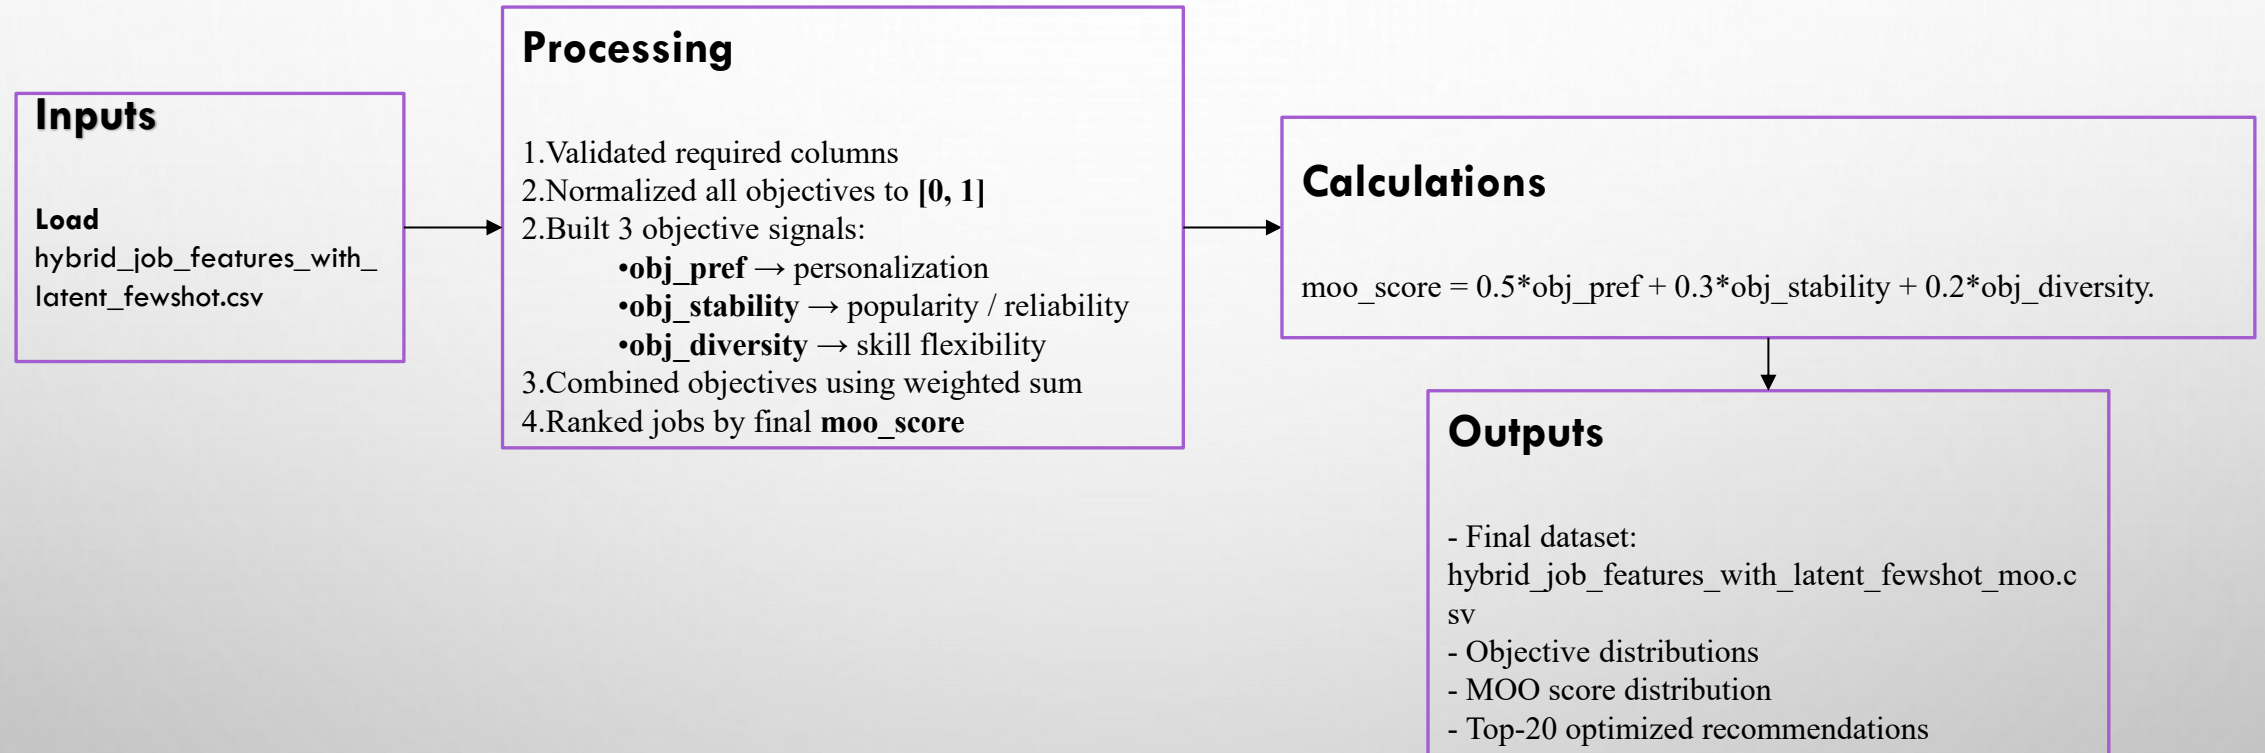 Inputs
Load
hybrid_job_features_with_
latent_fewshot.csv
Processing
1.Validated required columns
2.Normalized all objectives to [0, 1]
2.Built 3 objective signals:
•obj_pref → personalization
•obj_stability → popularity / reliability
•obj_diversity → skill flexibility
3.Combined objectives using weighted sum
4.Ranked jobs by final moo_score
Calculations
moo_score = 0.5*obj_pref + 0.3*obj_stability + 0.2*obj_diversity.
Outputs
- Final dataset:
hybrid_job_features_with_latent_fewshot_moo.c
sv
- Objective distributions
- MOO score distribution
- Top-20 optimized recommendations